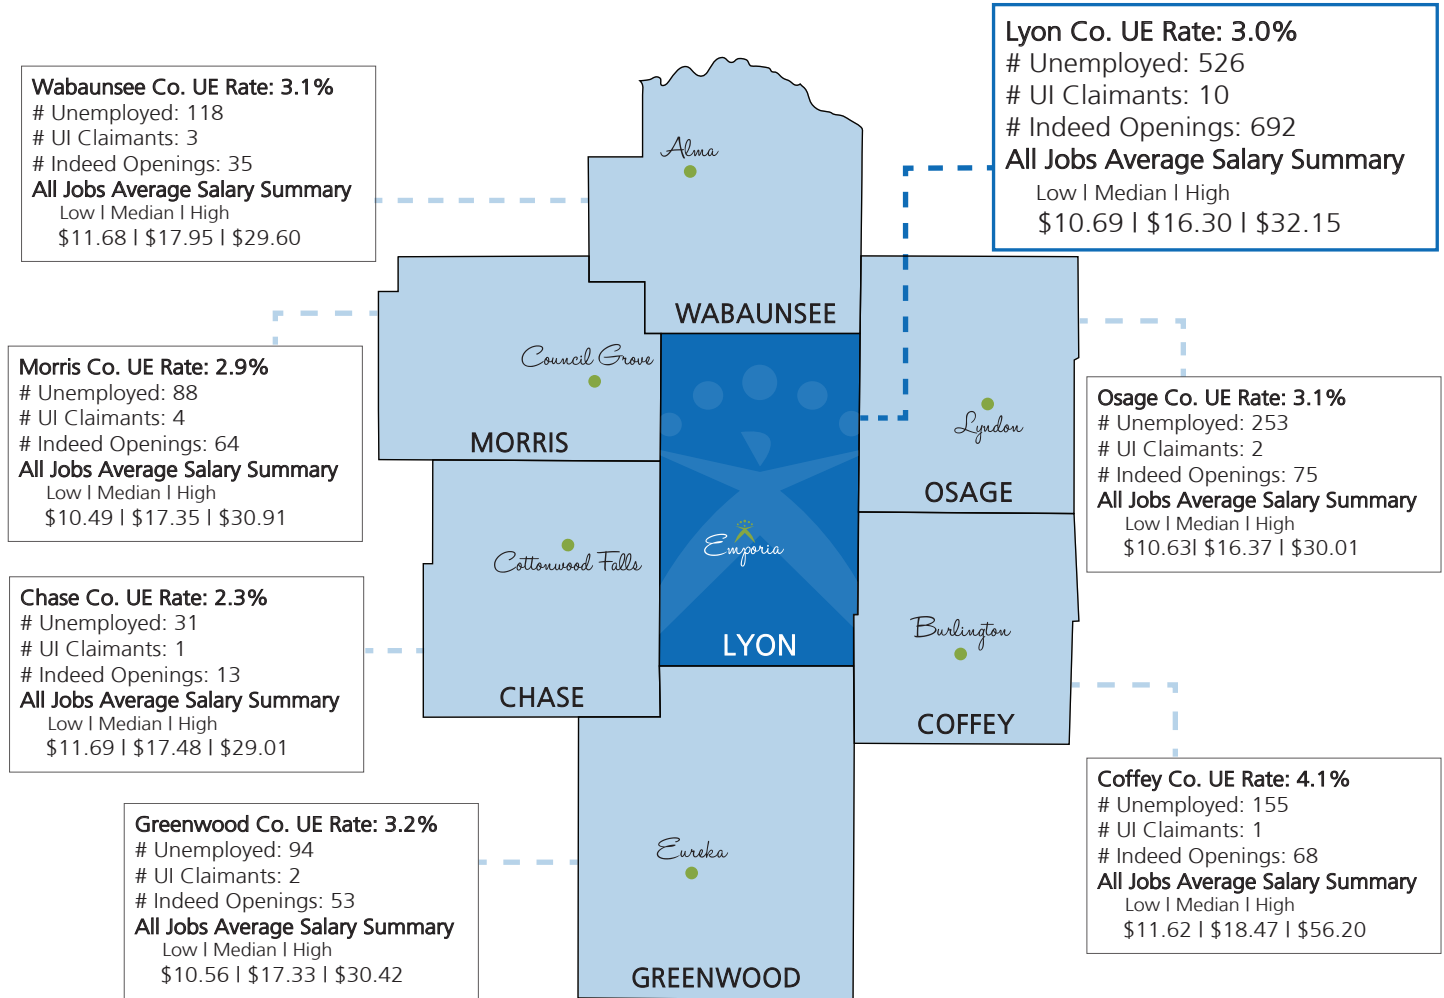 Lyon Co. UE Rate: 3.0%
# Unemployed: 526
# UI Claimants: 10
# Indeed Openings: 692
All Jobs Average Salary Summary
Low | Median | High
$10.69 | $16.30 | $32.15
Wabaunsee Co. UE Rate: 3.1%
# Unemployed: 118
# UI Claimants: 3
# Indeed Openings: 35
All Jobs Average Salary Summary
Low | Median | High
$11.68 | $17.95 | $29.60
Alma
WABAUNSEE
Morris Co. UE Rate: 2.9%
# Unemployed: 88
# UI Claimants: 4
# Indeed Openings: 64
All Jobs Average Salary Summary
Low | Median | High
$10.49 | $17.35 | $30.91
Council Grove
MORRIS
Lyndon
OSAGE
Osage Co. UE Rate: 3.1%
# Unemployed: 253
# UI Claimants: 2
# Indeed Openings: 75
All Jobs Average Salary Summary
Low | Median | High
$10.63| $16.37 | $30.01
Emporia
LYON
Chase Co. UE Rate: 2.3%
# Unemployed: 31
# UI Claimants: 1
# Indeed Openings: 13
All Jobs Average Salary Summary
Low | Median | High
$11.69 | $17.48 | $29.01
Cottonwood Falls
CHASE
Burlington
COFFEY
Coffey Co. UE Rate: 4.1%
# Unemployed: 155
# UI Claimants: 1
# Indeed Openings: 68
All Jobs Average Salary Summary
Low | Median | High
$11.62 | $18.47 | $56.20
Greenwood Co. UE Rate: 3.2%
# Unemployed: 94
# UI Claimants: 2
# Indeed Openings: 53
All Jobs Average Salary Summary
Low | Median | High
$10.56 | $17.33 | $30.42
Eureka
GREENWOOD